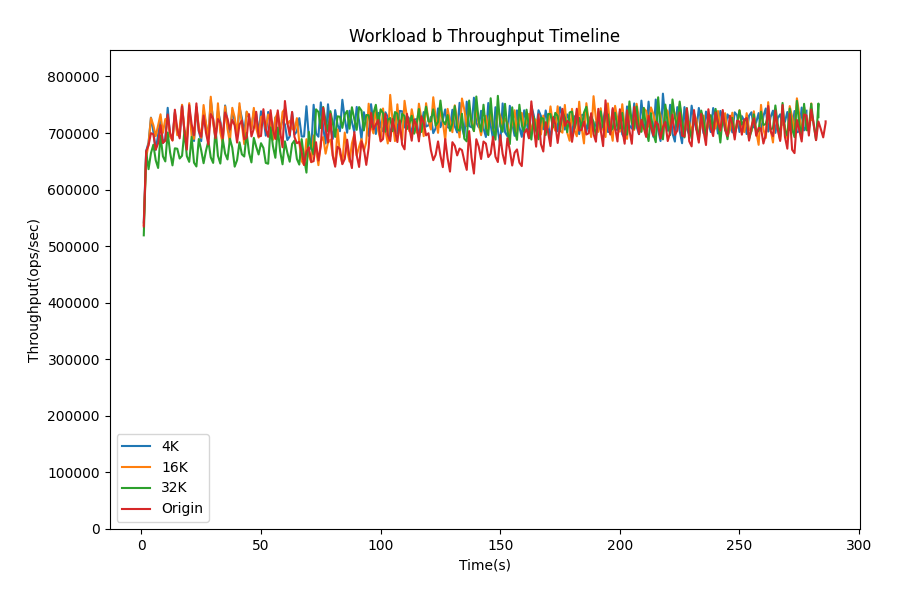 Workload b Throughput Timeline
800000
700000
600000
500000
400000
300000
200000
100000
0
Throughput(ops/sec)
4K
16K
32K
Origin
0 50 100 150 200 250 300
Time(s)